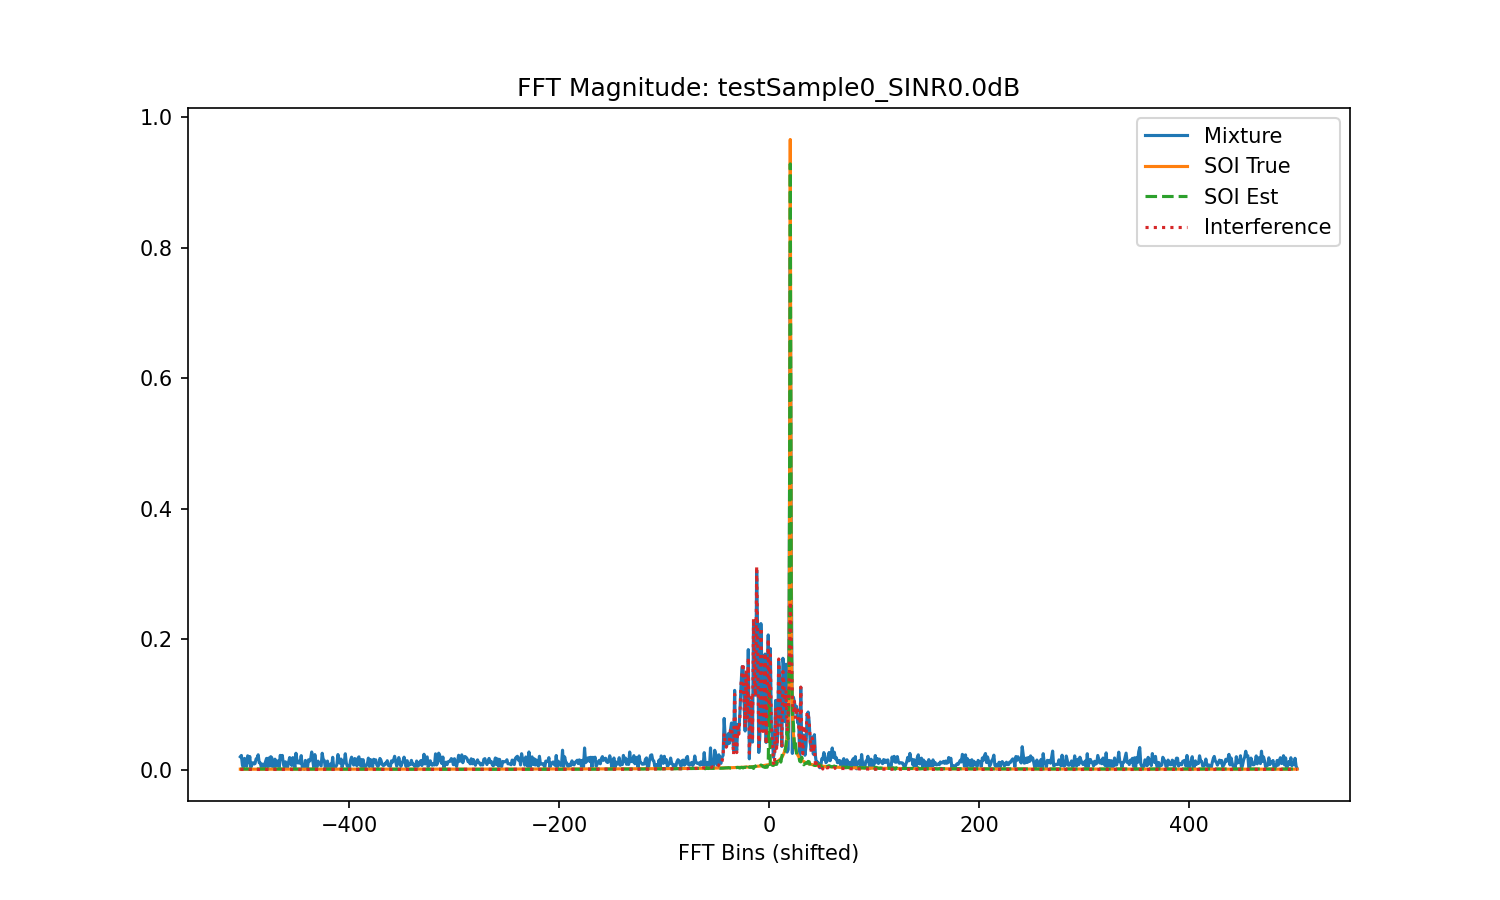 FFT Magnitude: testSample0_SINR0.0dB
1.0
0.8
0.6
0.4
0.2
0.0
Mixture
SOI True
SOI Est
Interference
−400
−200
0
200
400
FFT Bins (shifted)